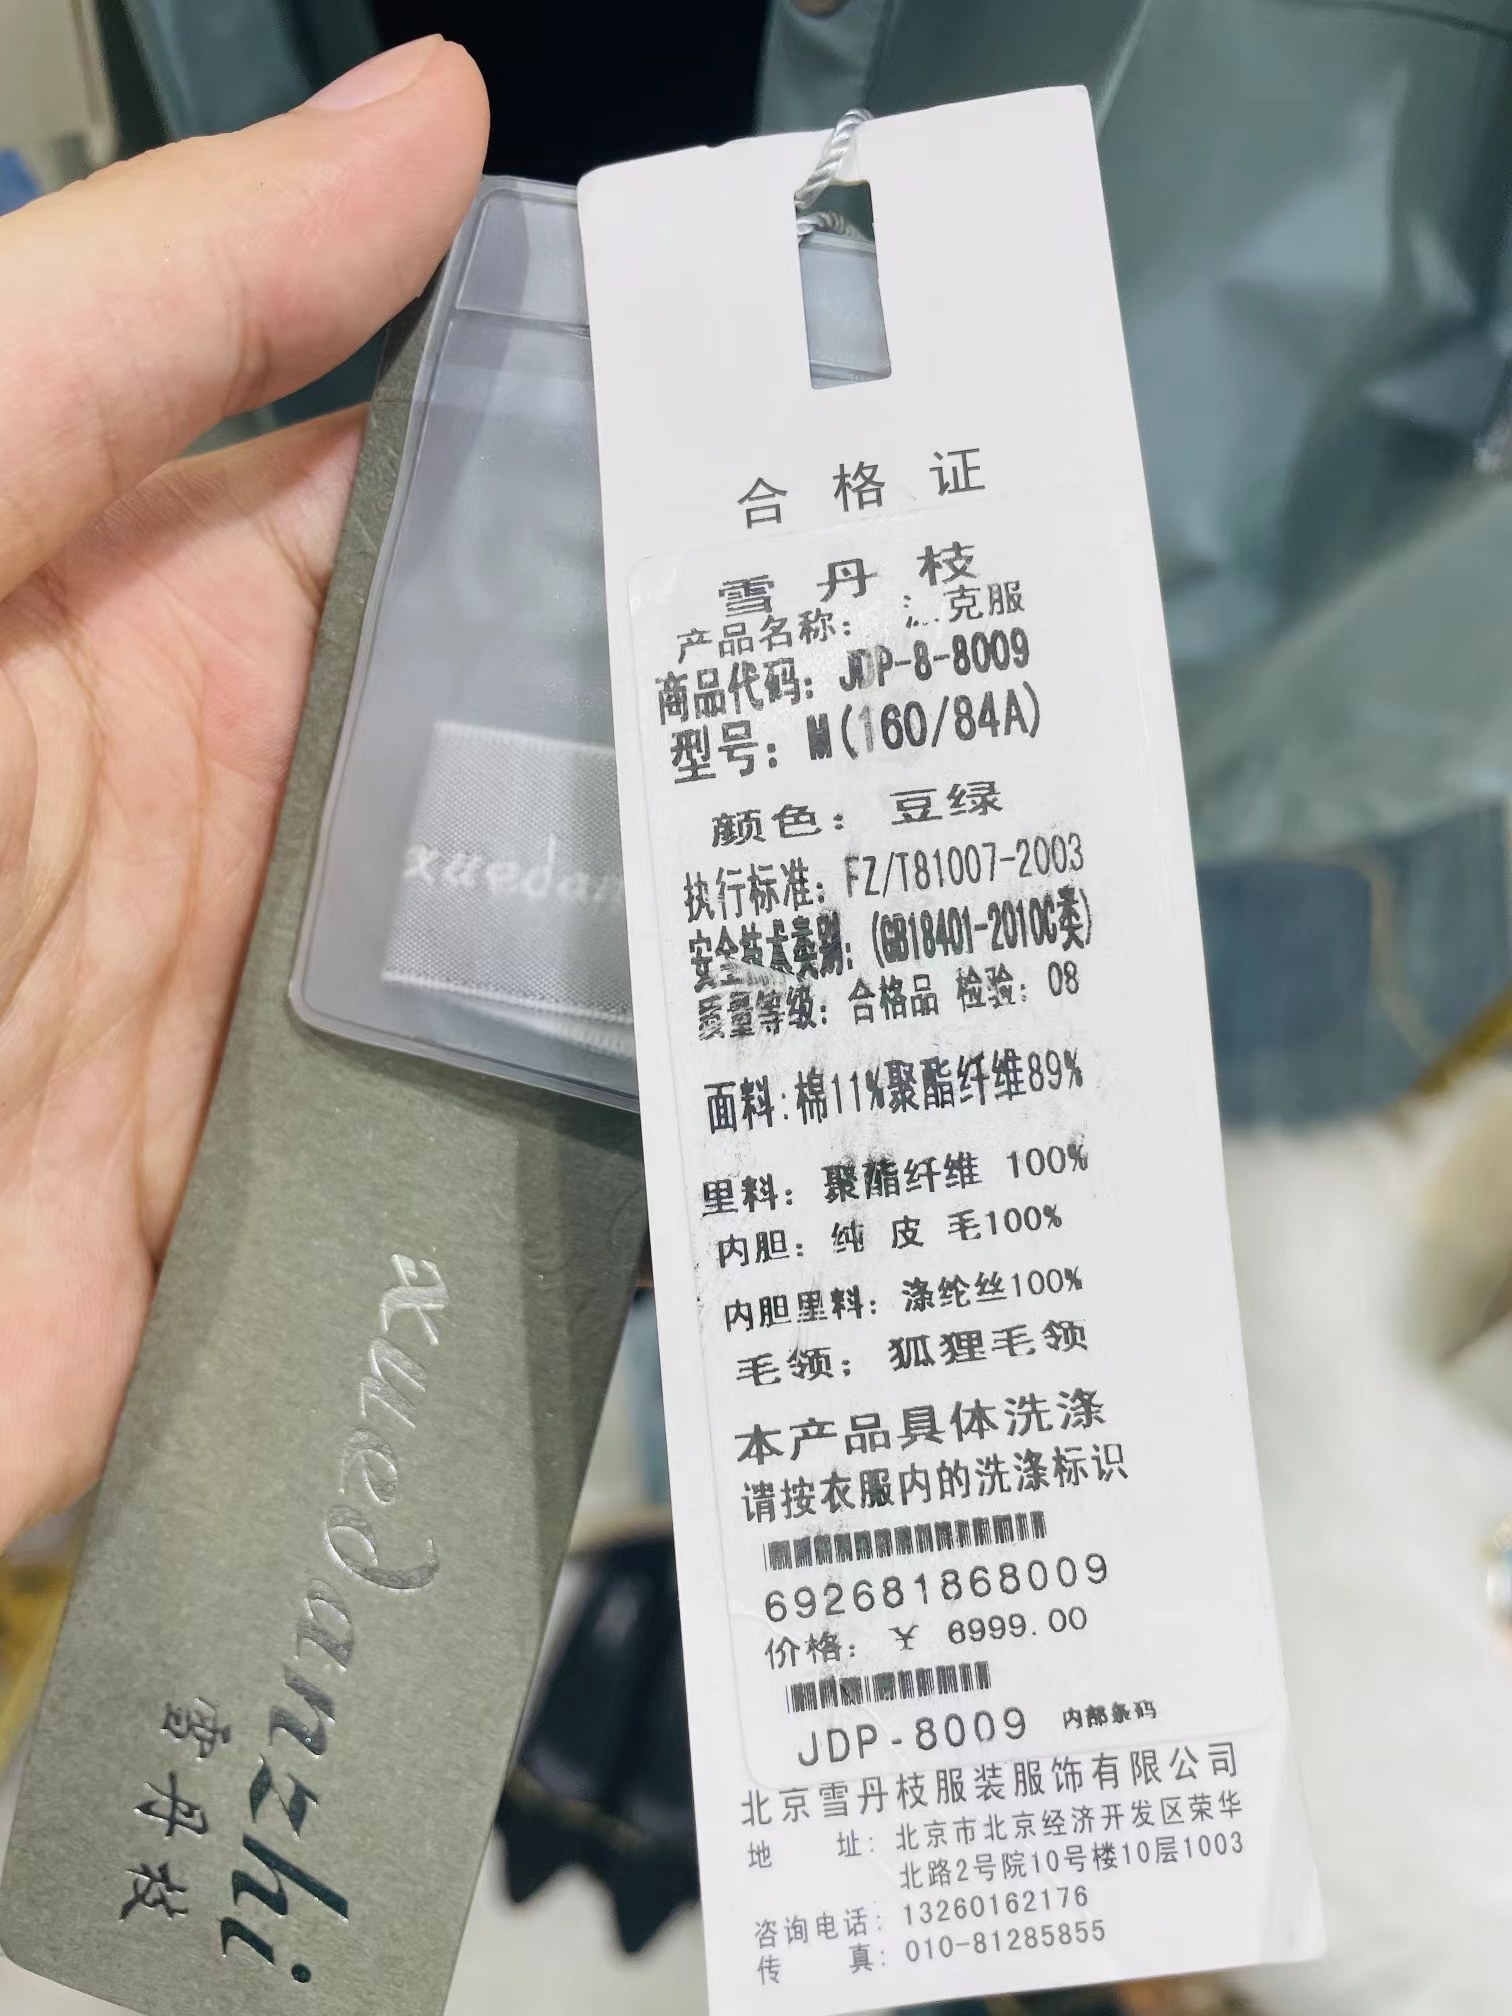 合格证
雪丹枝
产品名称: 克服
商品代码: JDP-8-8009
型号: M(160/84A)
颜色: 豆绿
执行标准: FZ/T81007-2003
安全技术类别: (GB18401-2010C类)
质量等级: 合格品 检验: 08
面料:棉11%聚酯纤维89%
里料: 聚酯纤维 100%
内胆: 纯皮毛100%
内胆里料: 涤纶丝100%
毛领: 狐狸毛领
本产品具体洗涤
请按衣服内的洗涤标识
692681868009
价格: ¥ 6999.00
JDP-8009 内部条码
北京雪丹枝服装服饰有限公司
地 址: 北京市北京经济开发区荣华
北路2号院10号楼10层1003
咨询电话: 13260162176
传 真: 010-81285855
xuedan
xuedanzhi
雪丹枝